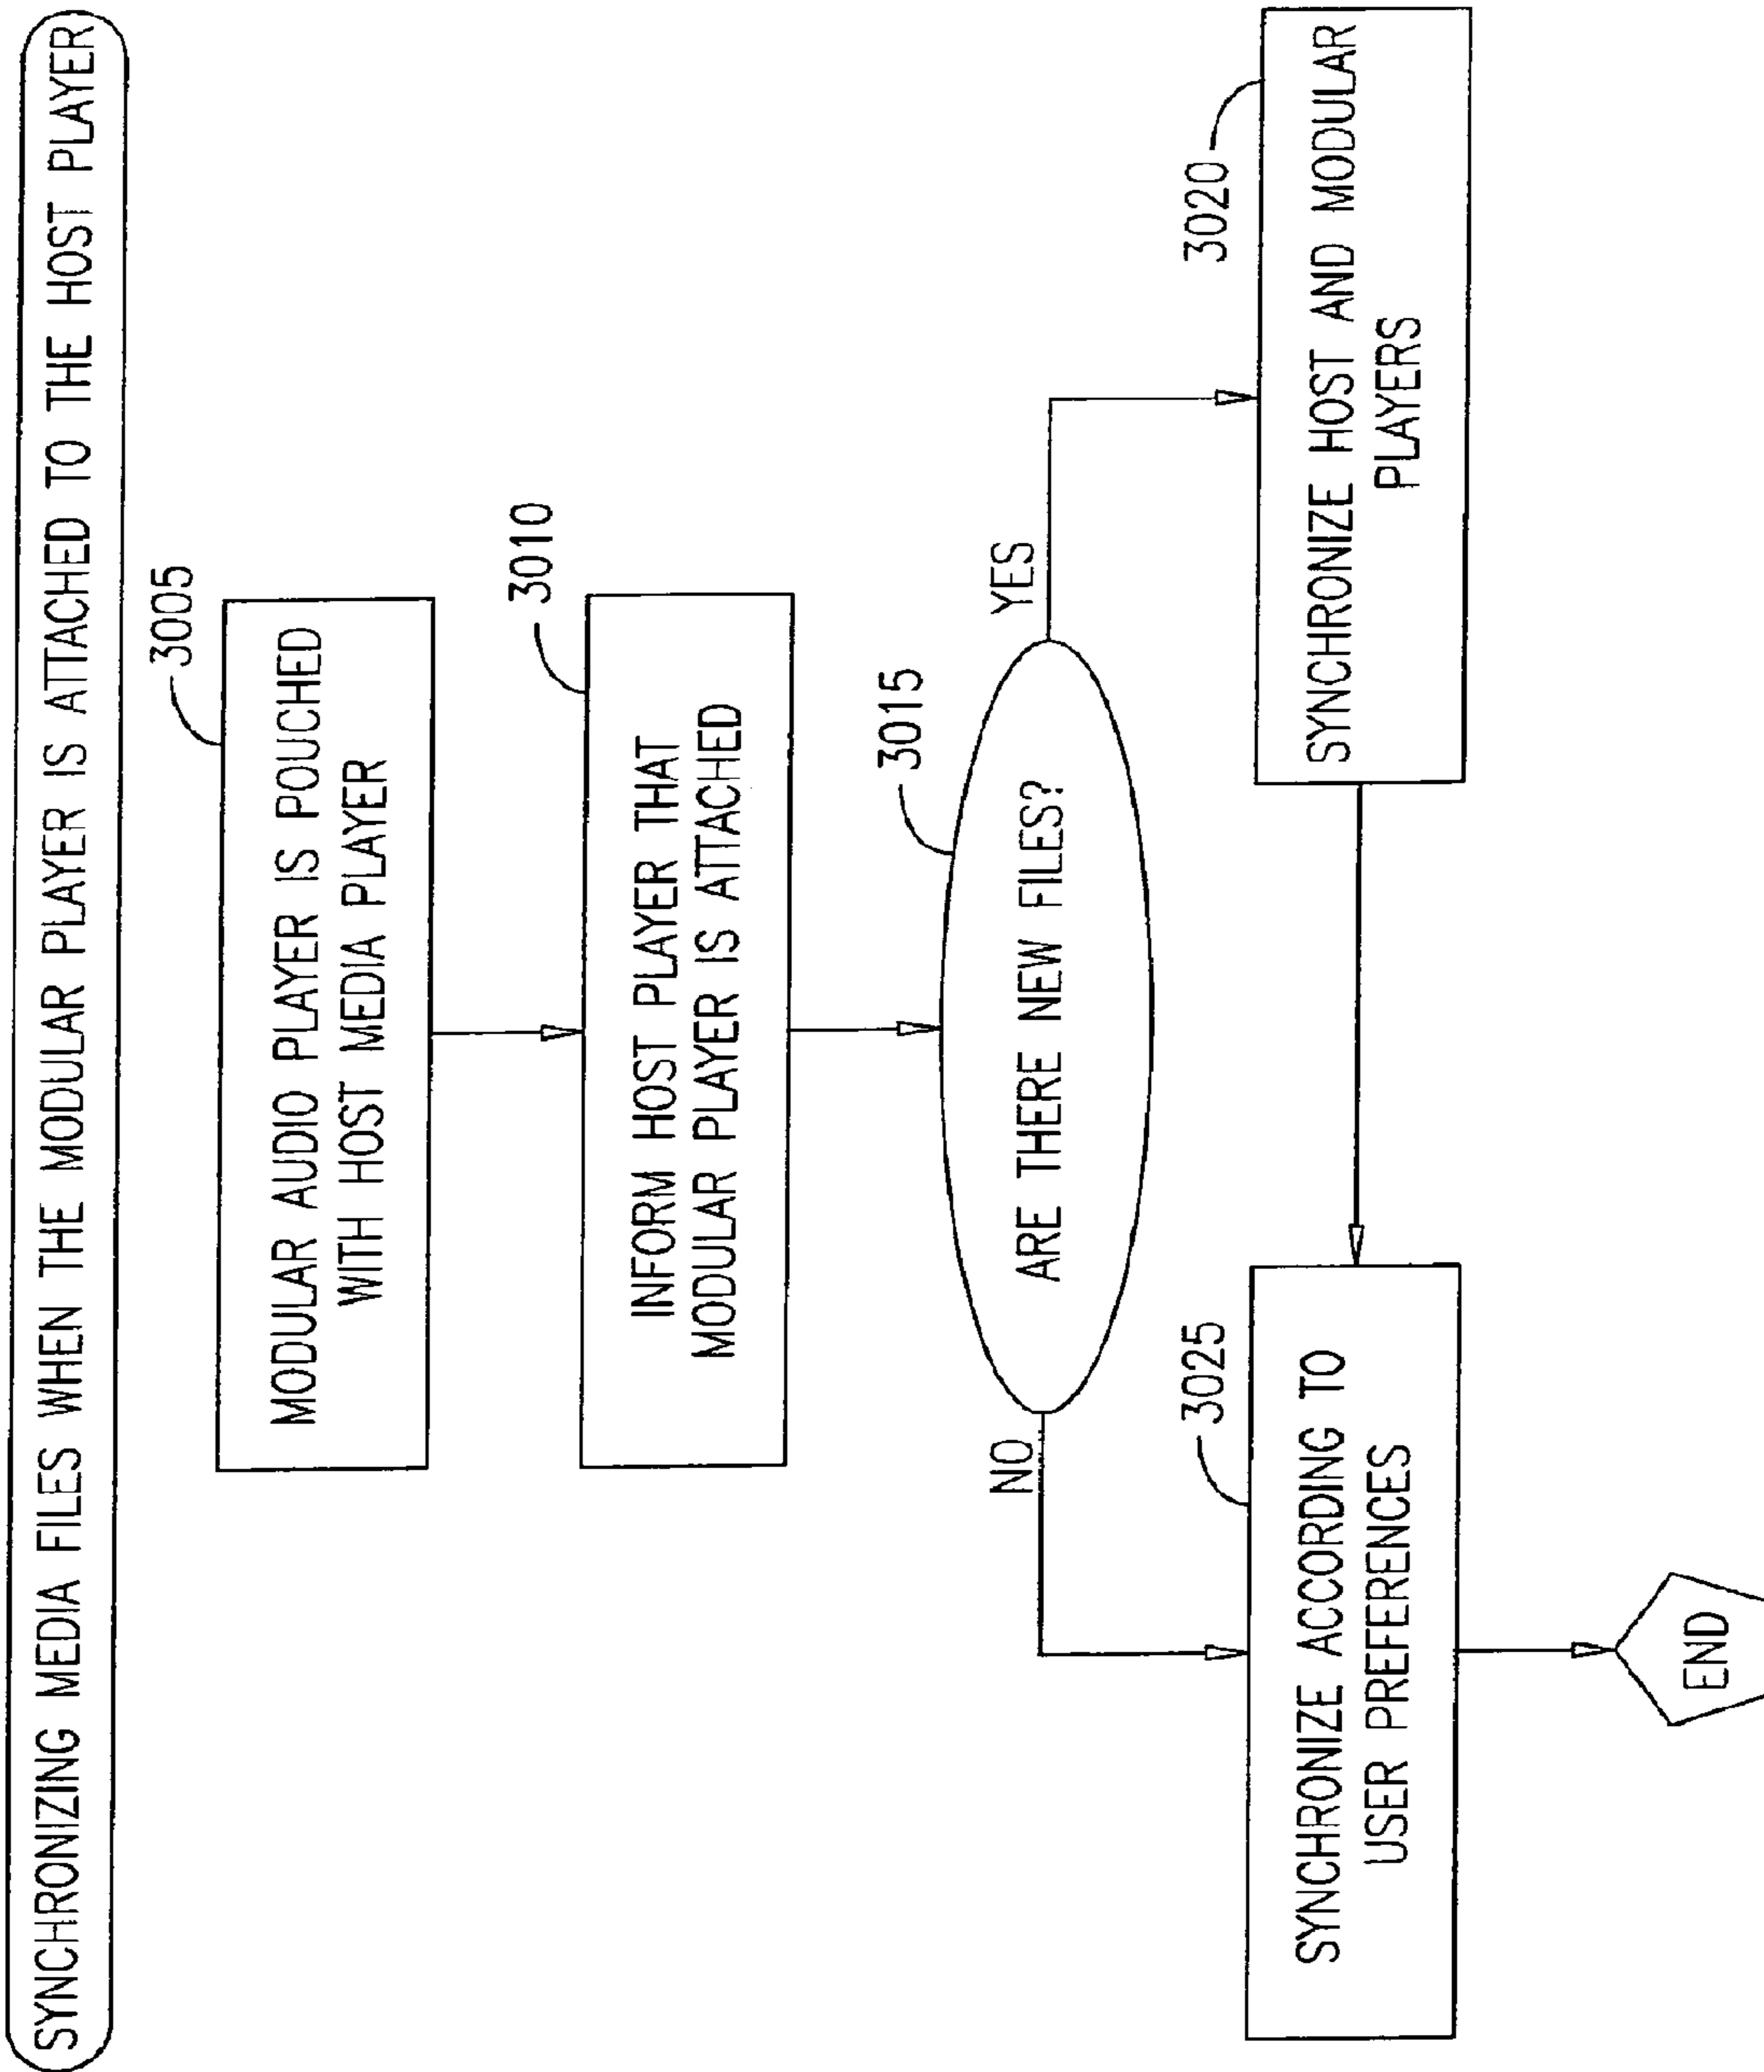 SYNCHRONIZING MEDIA FILES WHEN THE MODULAR PLAYER IS ATTACHED TO THE HOST PLAYER
3005
MODULAR AUDIO PLAYER IS POUCHED
WITH HOST MEDIA PLAYER
3010
INFORM HOST PLAYER THAT
MODULAR PLAYER IS ATTACHED
3015
ARE THERE NEW FILES?
NO
YES
3025
SYNCHRONIZE ACCORDING TO
USER PREFERENCES
3020
SYNCHRONIZE HOST AND MODULAR
PLAYERS
END